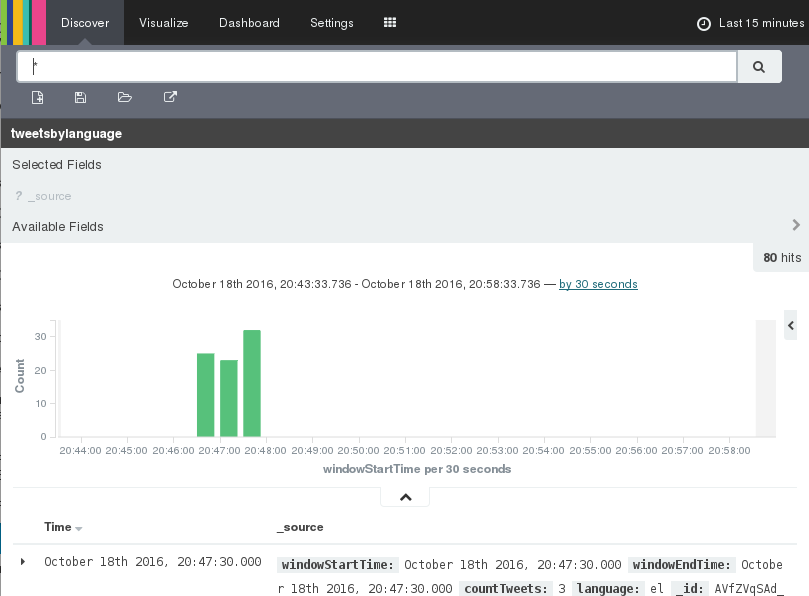 Discover Visualize Dashboard Settings Last 15 minutes
*
tweetsbylanguage
Selected Fields
? _source
Available Fields
80 hits
October 18th 2016, 20:43:33.736 - October 18th 2016, 20:58:33.736 — by 30 seconds
30
20
10
0
Count
20:44:00 20:45:00 20:46:00 20:47:00 20:48:00 20:49:00 20:50:00 20:51:00 20:52:00 20:53:00 20:54:00 20:55:00 20:56:00 20:57:00 20:58:00
windowStartTime per 30 seconds
Time _source
October 18th 2016, 20:47:30.000 windowStartTime: October 18th 2016, 20:47:30.000 windowEndTime: Octobe
r 18th 2016, 20:47:30.000 countTweets: 3 language: el _id: AVfZVqSAd_